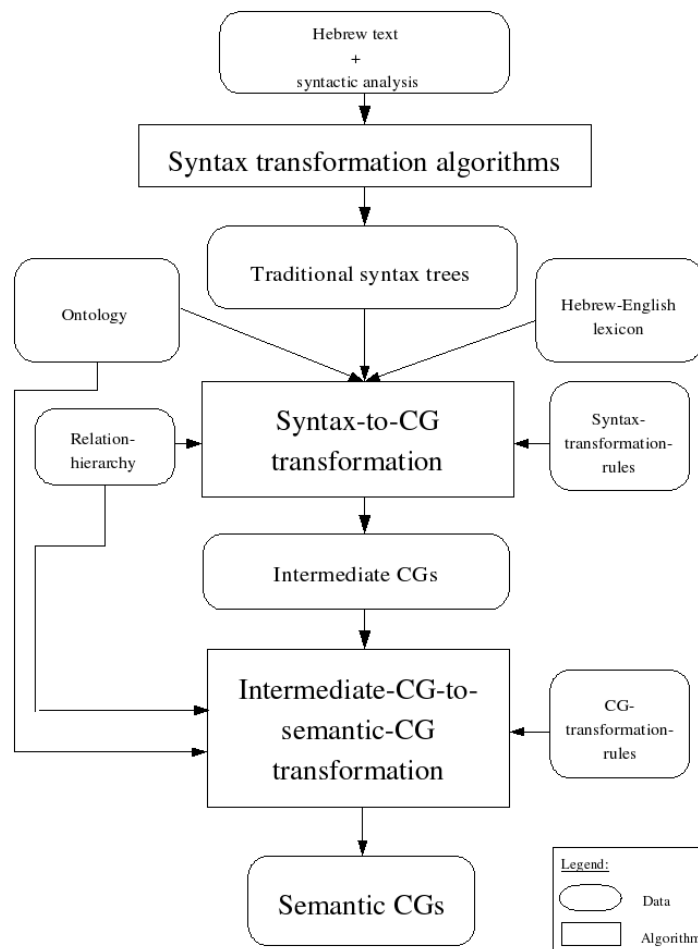 Hebrew text
+
syntactic analysis
Syntax transformation algorithms
Traditional syntax trees
Ontology
Hebrew-English
lexicon
Syntax-to-CG
transformation
Relation-
hierarchy
Syntax-
transformation-
rules
Intermediate CGs
Intermediate-CG-to-
semantic-CG
transformation
CG-
transformation-
rules
Semantic CGs
Legend:
Data
Algorithm